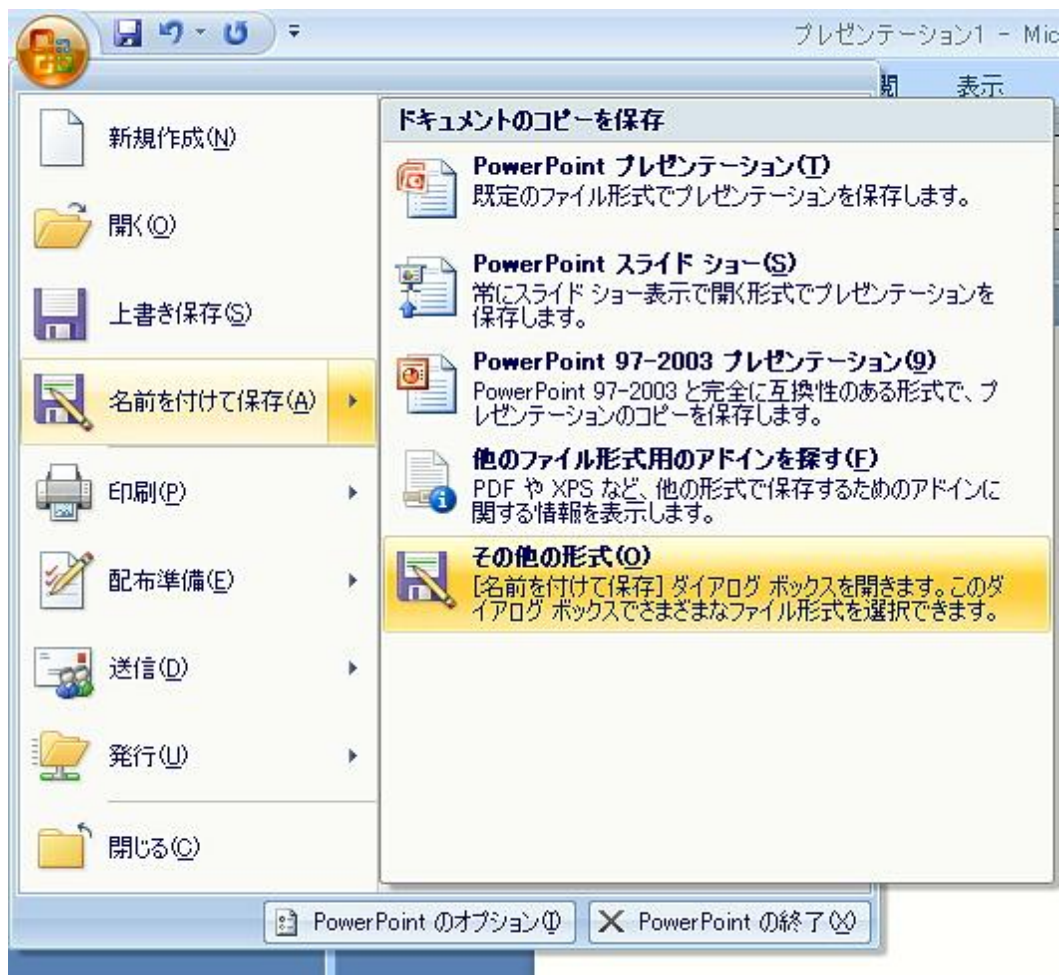 プレゼンテーション1 - Mic
閲 表示
新規作成(N)
開く(O)
上書き保存(S)
名前を付けて保存(A)
印刷(P)
配布準備(E)
送信(D)
発行(U)
閉じる(C)
ドキュメントのコピーを保存
PowerPoint プレゼンテーション(T)
既定のファイル形式でプレゼンテーションを保存します。
PowerPoint スライド ショー(S)
常にスライド ショー表示で開く形式でプレゼンテーションを
保存します。
PowerPoint 97-2003 プレゼンテーション(9)
PowerPoint 97-2003 と完全に互換性のある形式で、プ
レゼンテーションのコピーを保存します。
他のファイル形式用のアドインを探す(F)
PDF や XPS など、他の形式で保存するためのアドインに
関する情報を表示します。
その他の形式(O)
[名前を付けて保存] ダイアログ ボックスを開きます。このダ
イアログ ボックスでさまざまなファイル形式を選択できます。
PowerPoint のオプション(I) PowerPoint の終了(X)